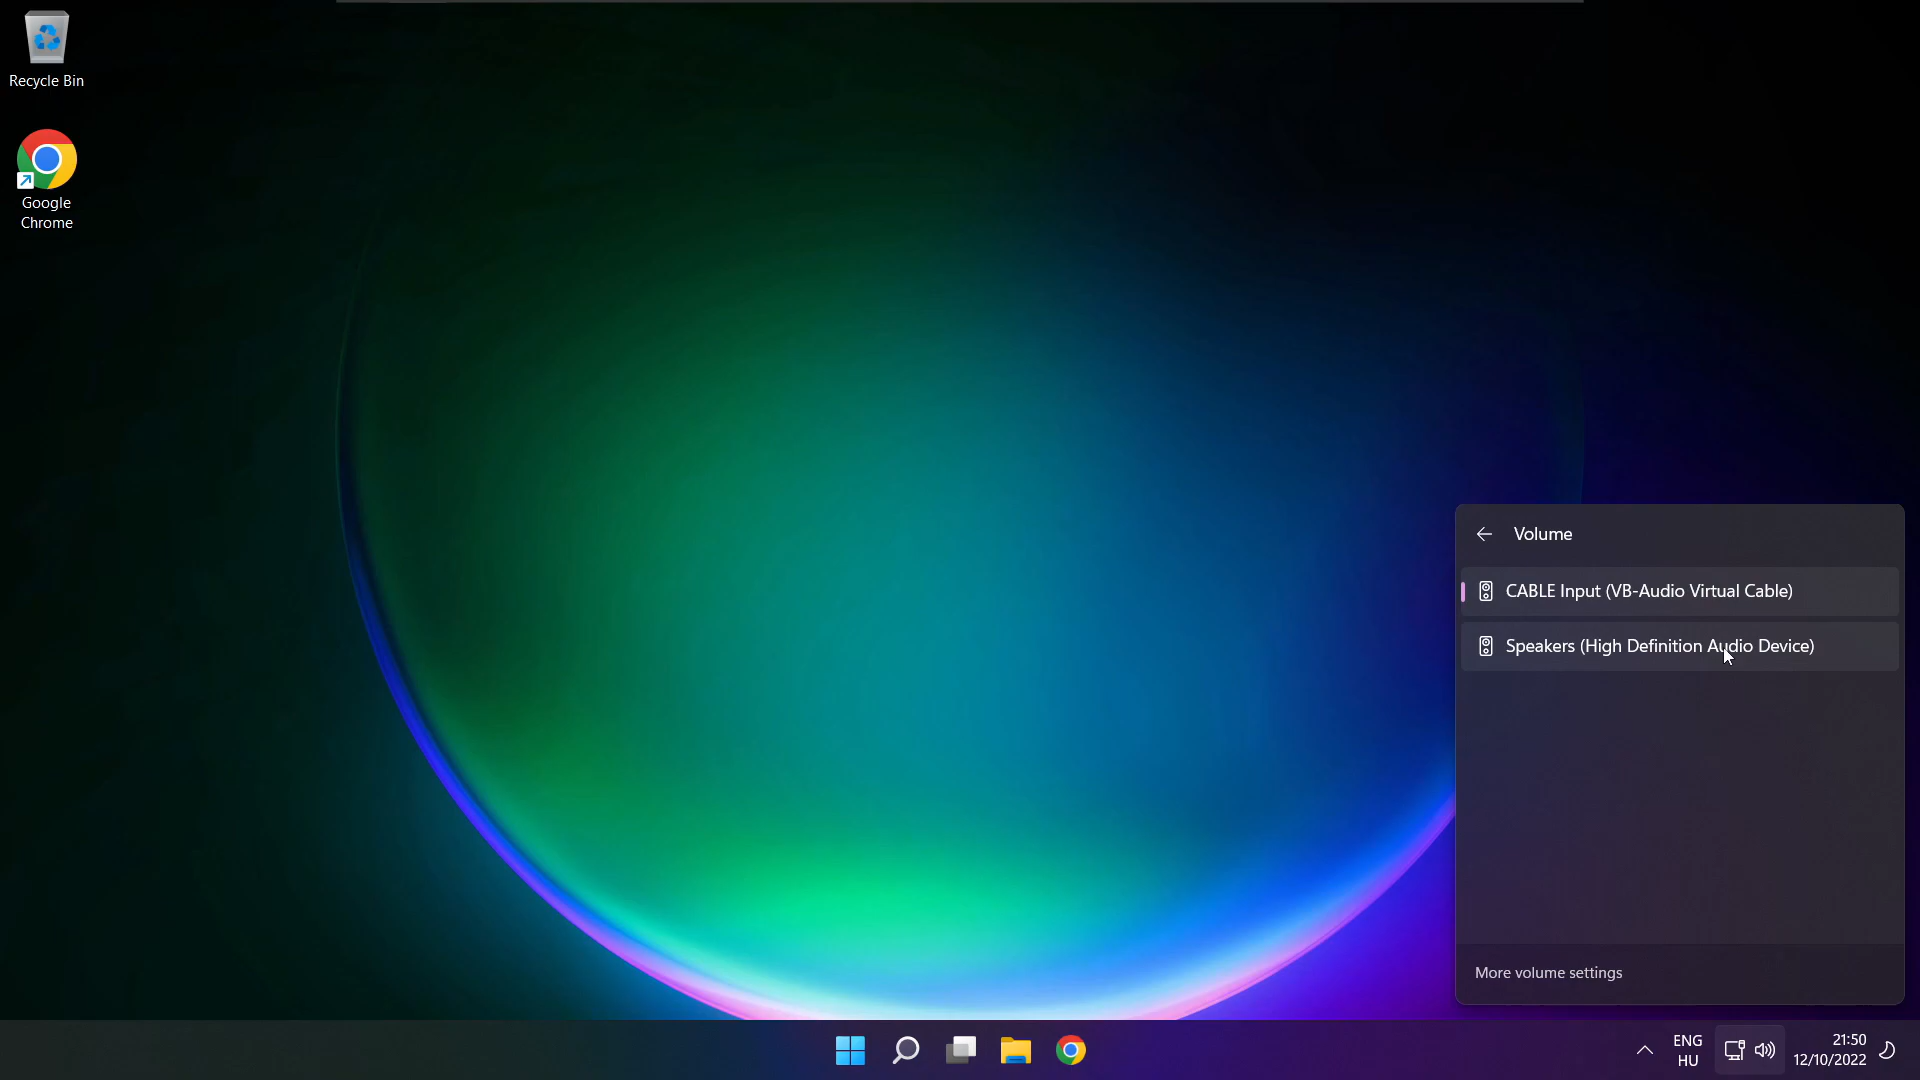 Recycle Bin
Google
Chrome
Volume
CABLE Input (VB-Audio Virtual Cable)
Speakers (High Definition Audio Device)
More volume settings
ENG
HU
21:50
12/10/2022